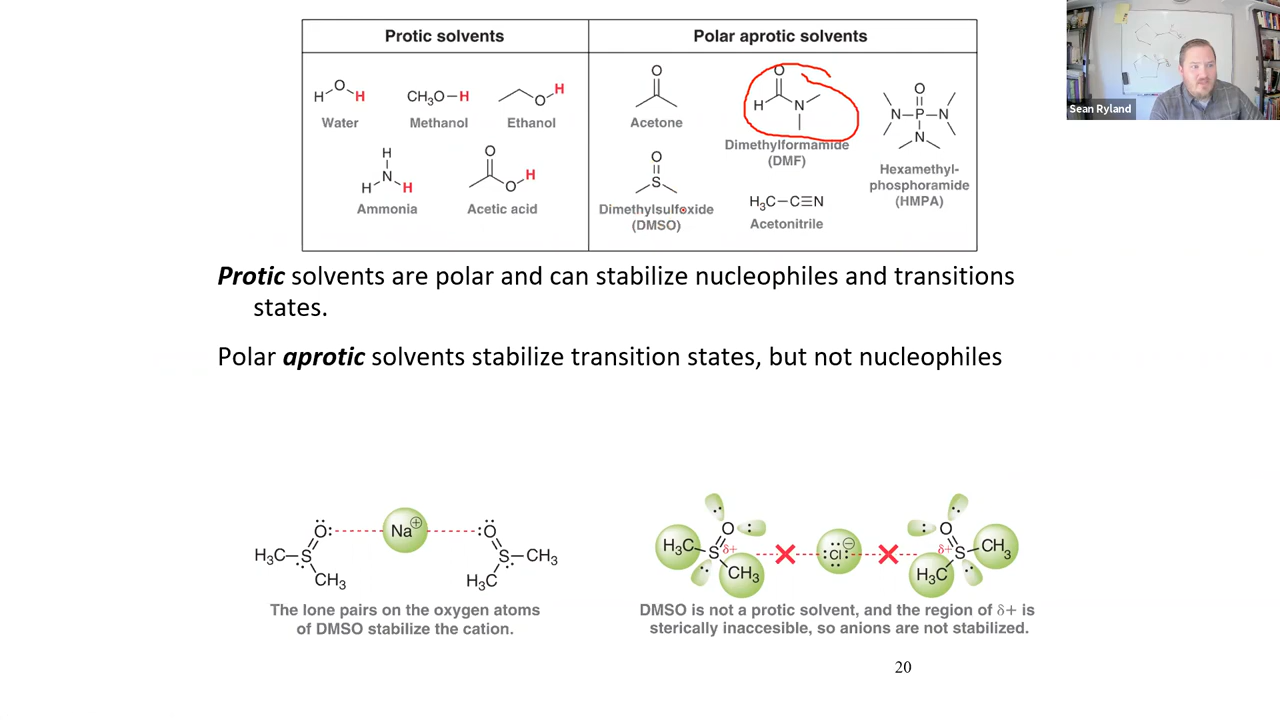 Protic solvents
Polar aprotic solvents
H O H
Water
CH₃O–H
Methanol
O H
Ethanol
H N H H
Ammonia
O O H
Acetic acid
O
Acetone
O H N
Dimethylformamide
(DMF)
O
N–P–N
N
Hexamethyl-
phosphoramide
(HMPA)
O
S
Dimethylsulfoxide
(DMSO)
H₃C–C≡N
Acetonitrile
Sean Ryland
Protic solvents are polar and can stabilize nucleophiles and transitions
states.
Polar aprotic solvents stabilize transition states, but not nucleophiles
H₃C–S O CH₃
Na⊕
O S–CH₃ H₃C
The lone pairs on the oxygen atoms
of DMSO stabilize the cation.
H₃C S O δ+ CH₃
Cl ⊖
O δ+ S CH₃ H₃C
DMSO is not a protic solvent, and the region of δ+ is
sterically inaccesible, so anions are not stabilized.
20